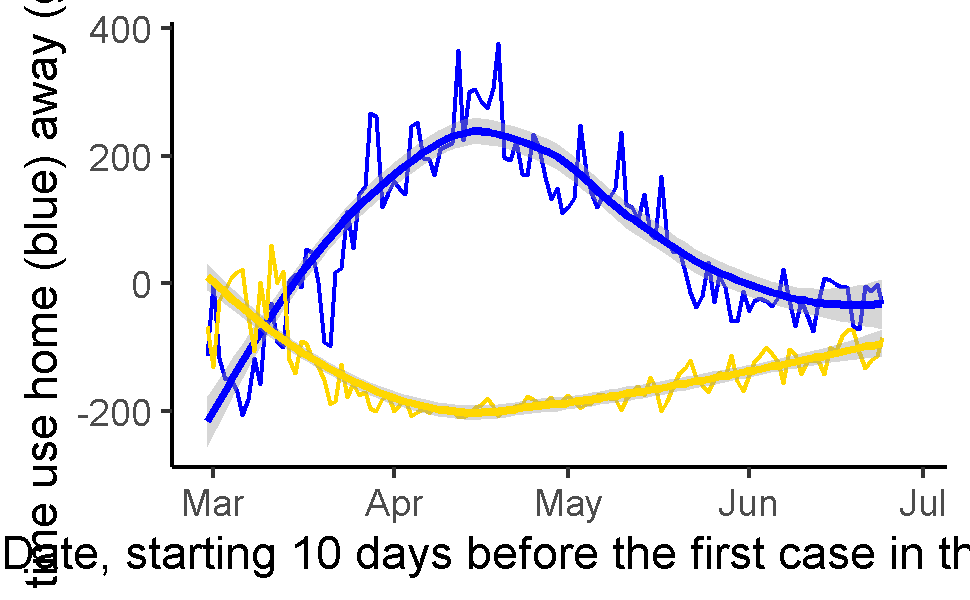 time use home (blue) away (
400
200
0
-200
Mar Apr May Jun Jul
Date, starting 10 days before the first case in th